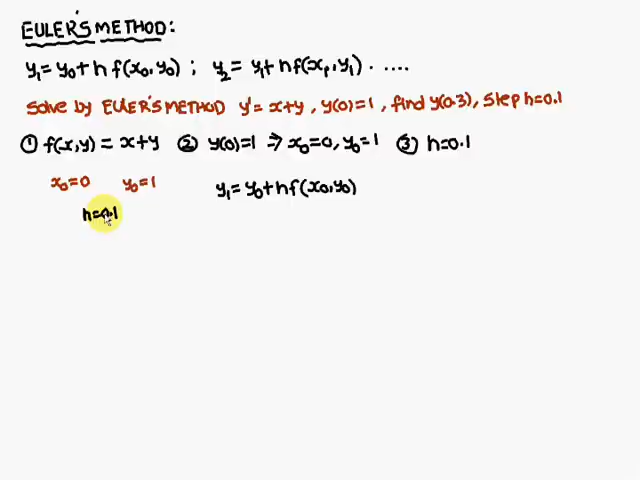 EULER'S METHOD:
y₁ = y₀ + h f(x₀, y₀) ; y₂ = y₁ + h f(x₁, y₁) . ....
Solve by EULER'S METHOD y' = x+y , y(0)=1 , find y(0.3), Step h=0.1
① f(x,y) = x+y ② y(0)=1 ⇒ x₀=0, y₀=1 ③ h=0.1
x₀=0 y₀=1 y₁ = y₀ + h f(x₀, y₀)
h=0.1